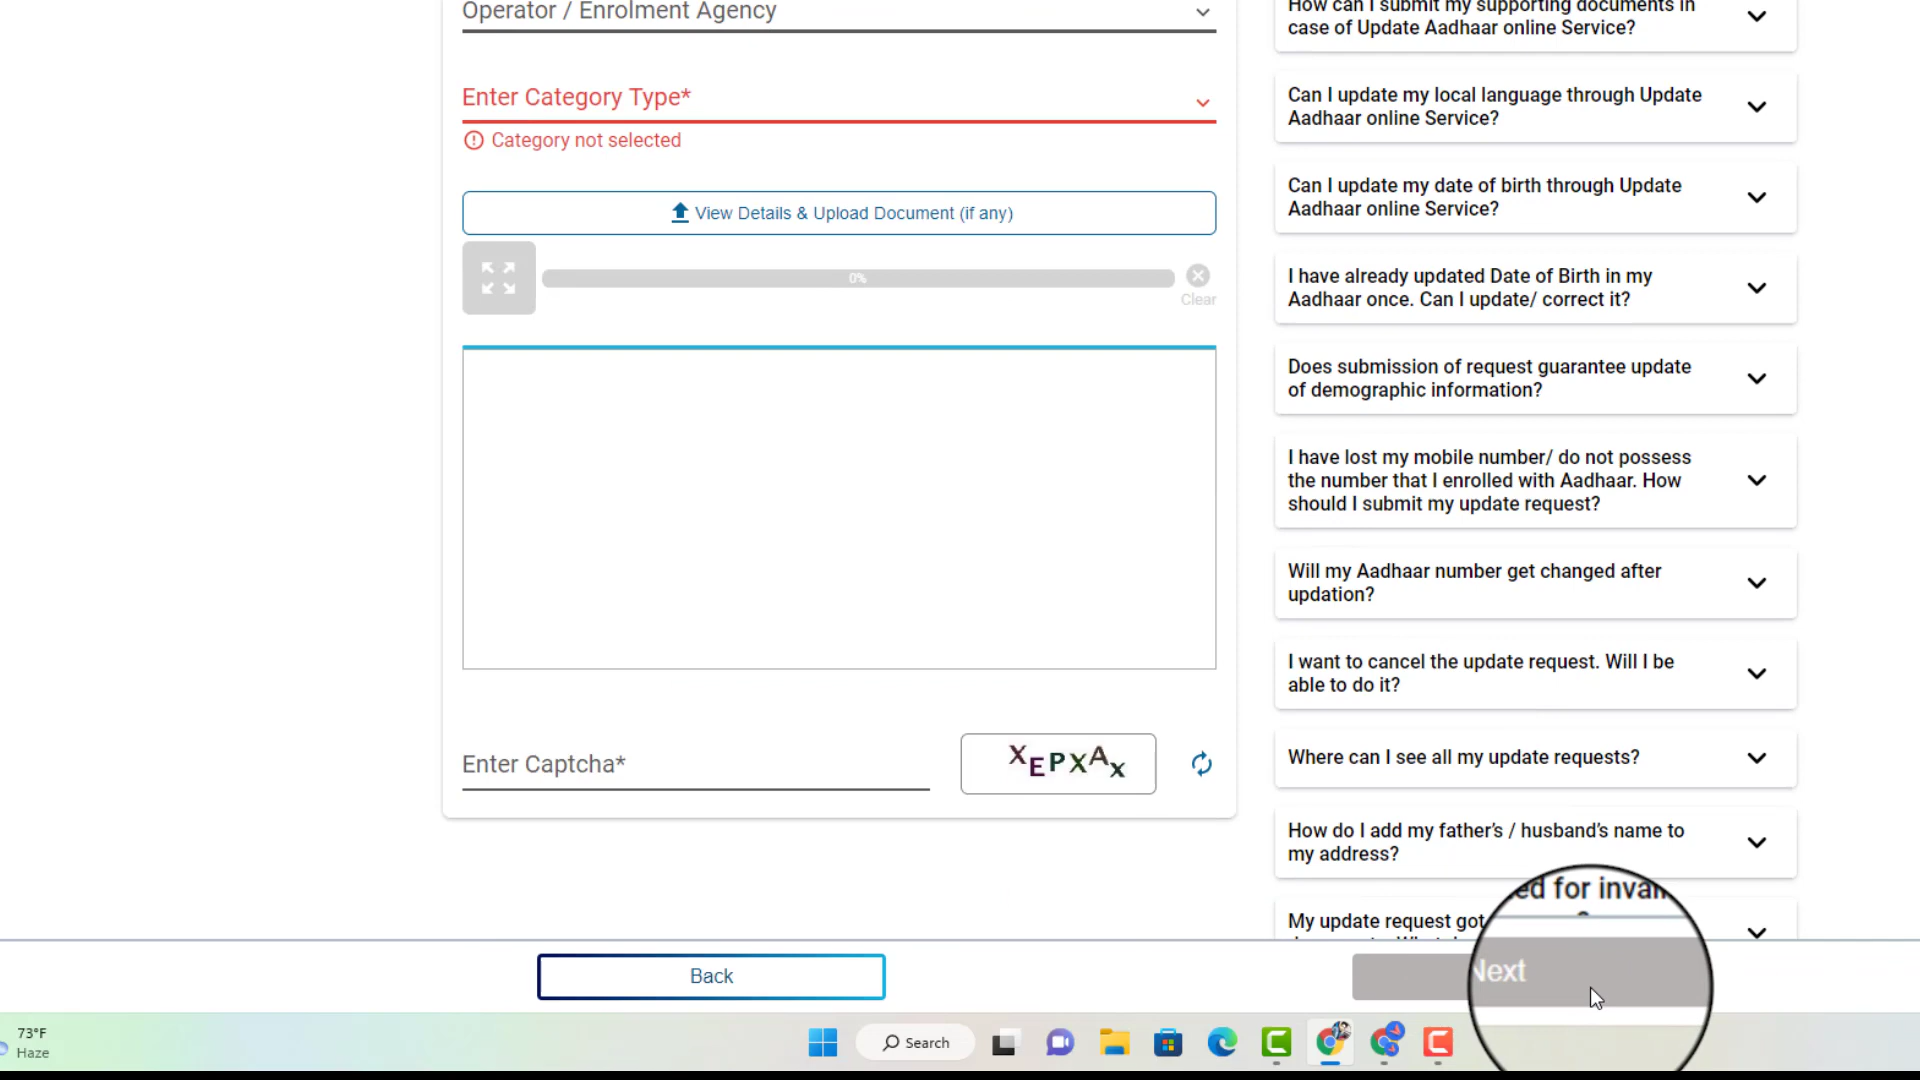 Operator / Enrolment Agency
Enter Category Type*
Category not selected
View Details & Upload Document (if any)
0%
Clear
Enter Captcha*
XEPXAx
How can I submit my supporting documents in
case of Update Aadhaar online Service?
Can I update my local language through Update
Aadhaar online Service?
Can I update my date of birth through Update
Aadhaar online Service?
I have already updated Date of Birth in my
Aadhaar once. Can I update/ correct it?
Does submission of request guarantee update
of demographic information?
I have lost my mobile number/ do not possess
the number that I enrolled with Aadhaar. How
should I submit my update request?
Will my Aadhaar number get changed after
updation?
I want to cancel the update request. Will I be
able to do it?
Where can I see all my update requests?
How do I add my father’s / husband’s name to
my address?
My update request got
ed for inva
Back
Next
73°F
Haze
Search